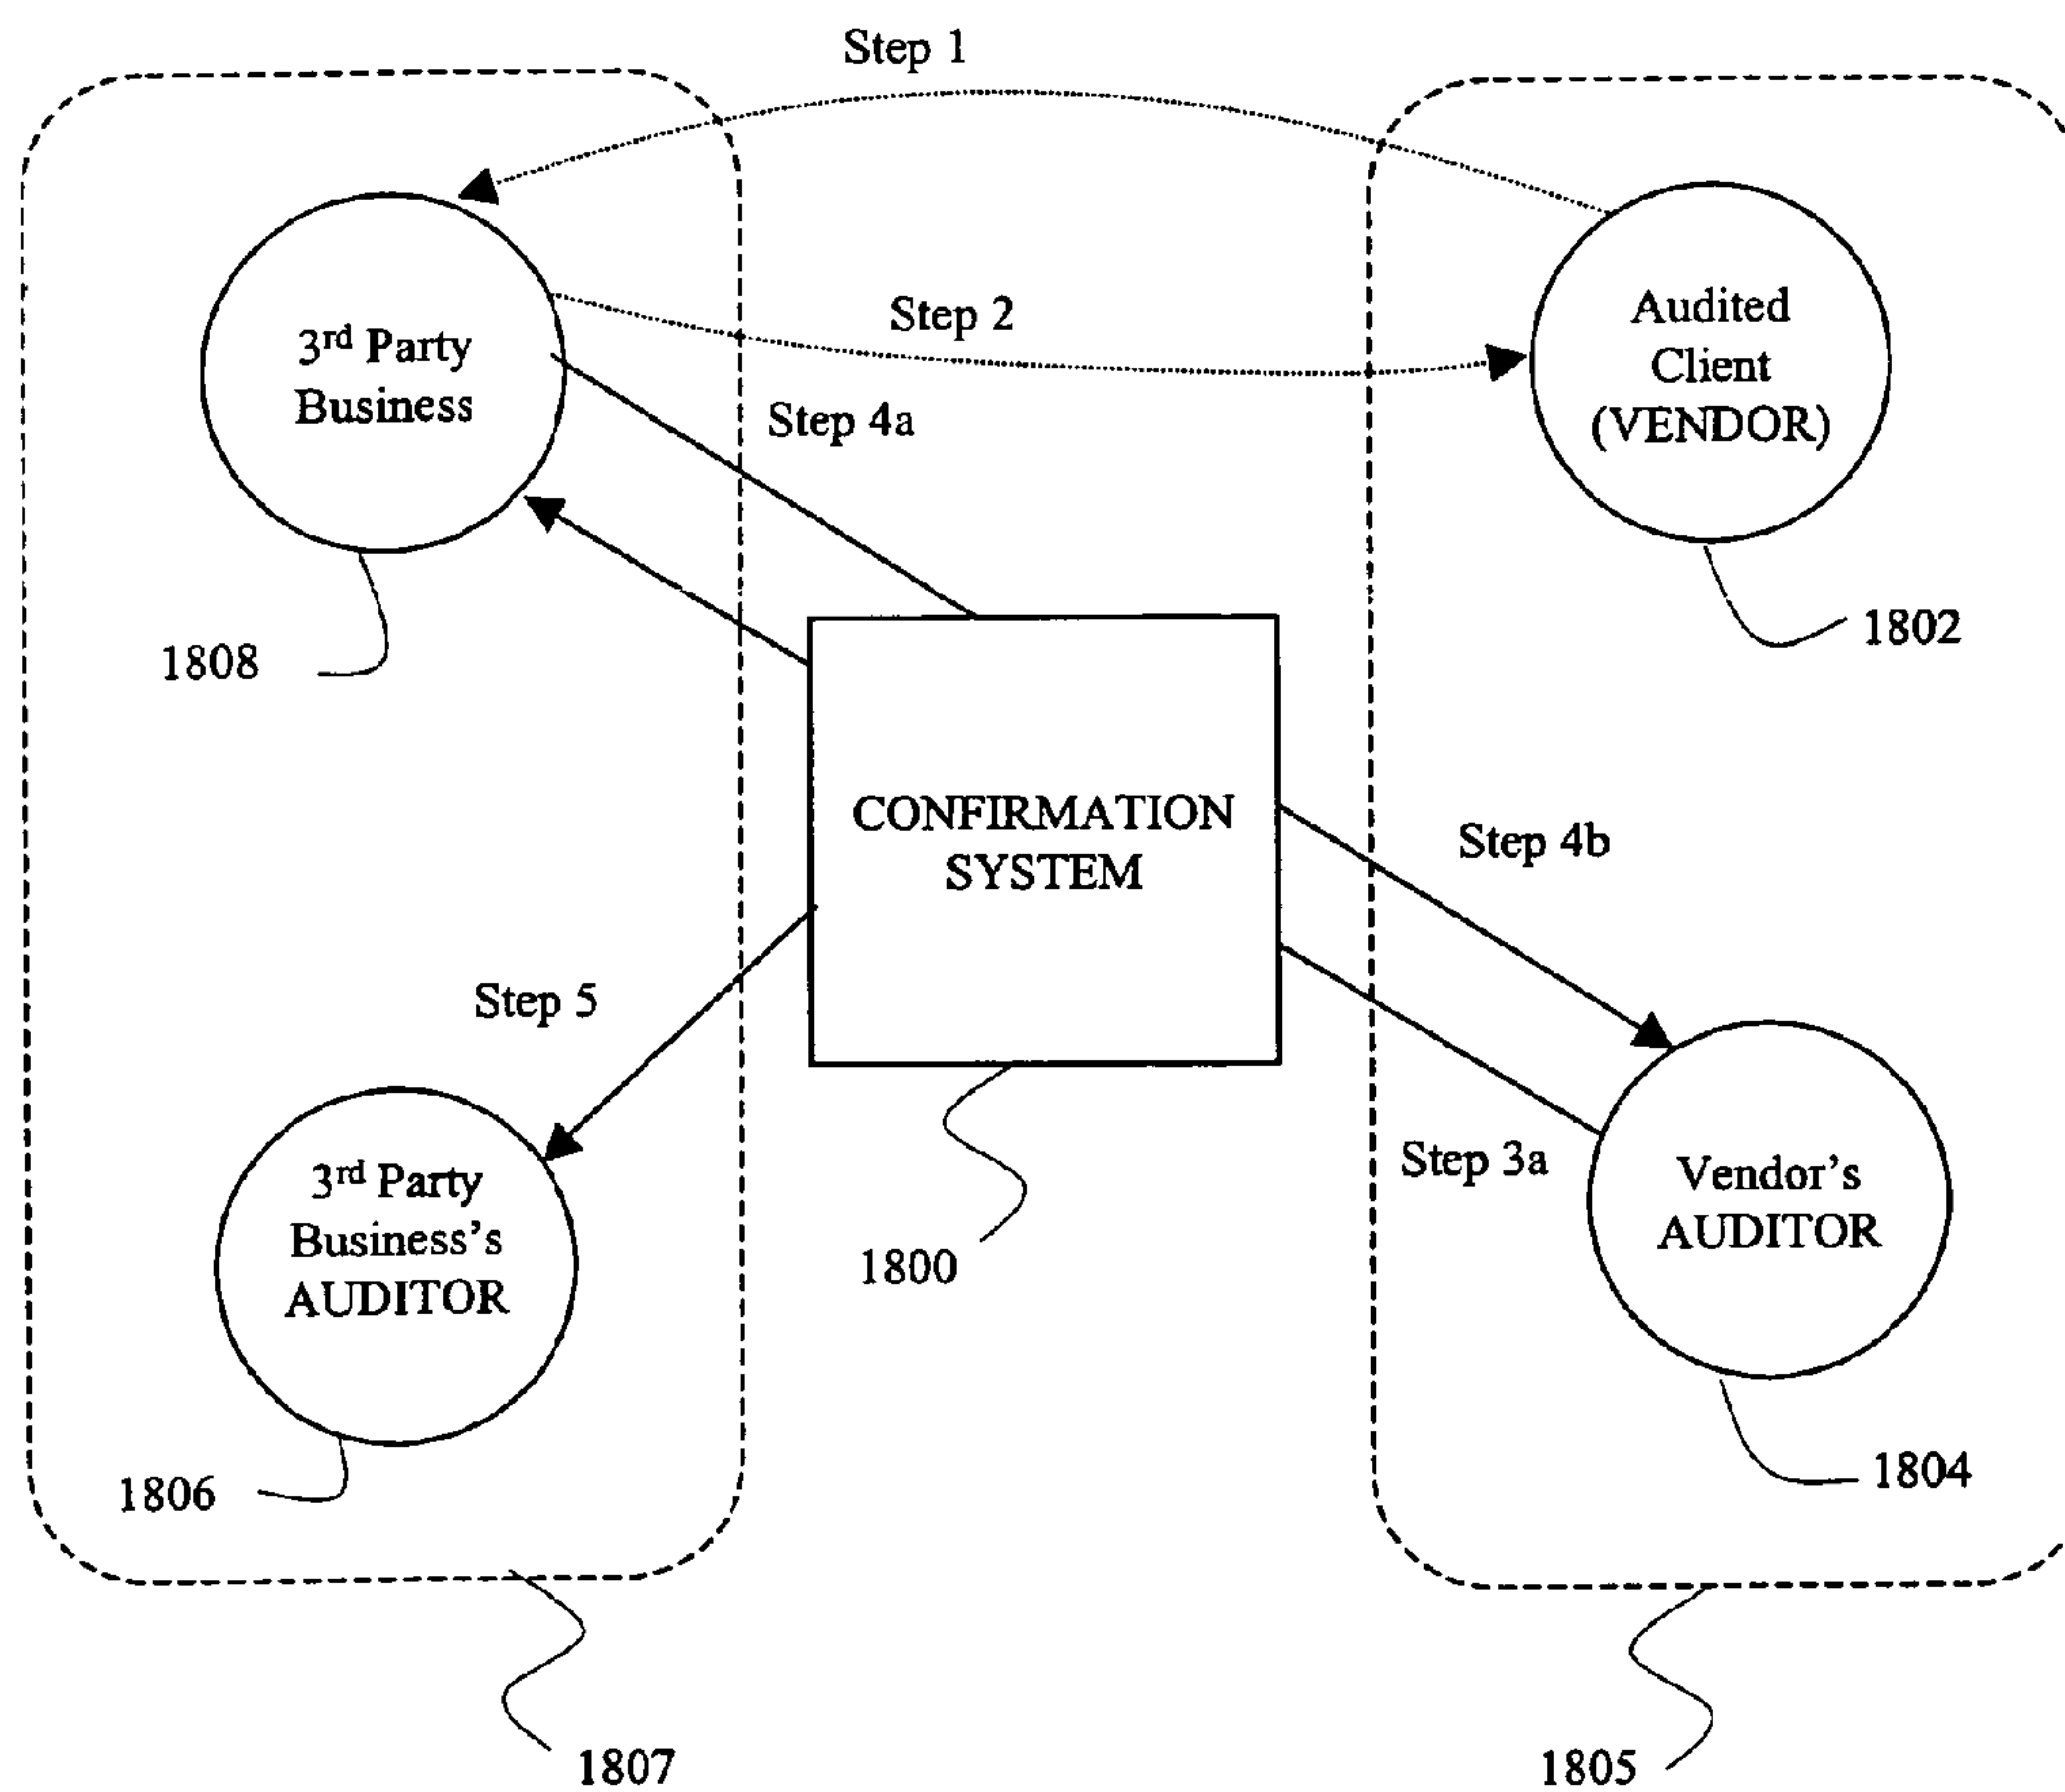 Step 1
Step 2
3rd Party
Business
Audited
Client
(VENDOR)
Step 4a
1808
1802
CONFIRMATION
SYSTEM
Step 4b
Step 5
Step 3a
3rd Party
Business's
AUDITOR
Vendor's
AUDITOR
1800
1806
1804
1807
1805